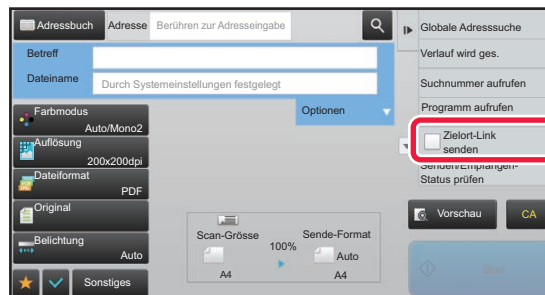 Adressbuch
Adresse
Berühren zur Adresseingabe
Betreff
Dateiname
Durch Systemeinstellungen festgelegt
Optionen
Farbmodus
Auto/Mono2
Auflösung
200x200dpi
Dateiformat
PDF
Original
Belichtung
Auto
Sonstiges
Scan-Grösse
100%
Sende-Format
Auto
A4
A4
Globale Adresssuche
Verlauf wird ges.
Suchnummer aufrufen
Programm aufrufen
Zielort-Link
senden
Senden/Empfangen-
Status prüfen
Vorschau
CA
Start